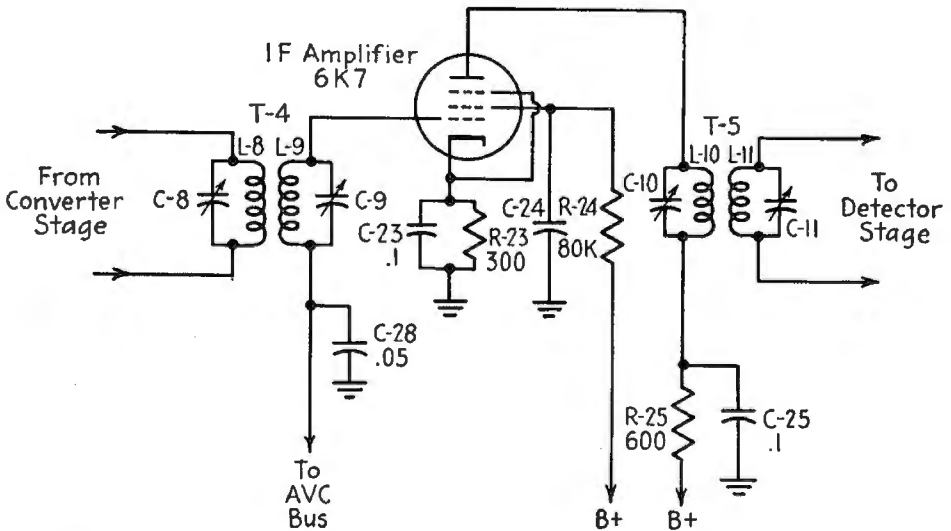 IF Amplifier
6K7
T-4
L-8
L-9
C-8
C-9
From
Converter
Stage
C-23
.1
R-23
300
C-24
R-24
80K
C-28
.05
To
AVC
Bus
T-5
L-10
L-11
C-10
C-11
To
Detector
Stage
R-25
600
C-25
.1
B+
B+